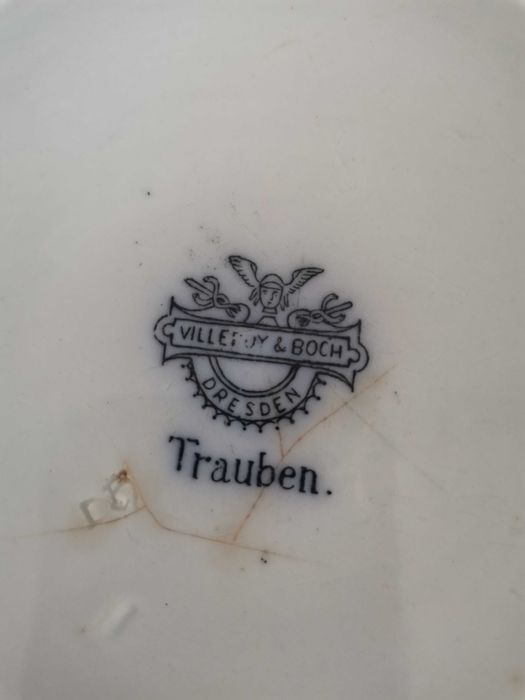 VILLEROY & BOCH
DRESDEN
Trauben.